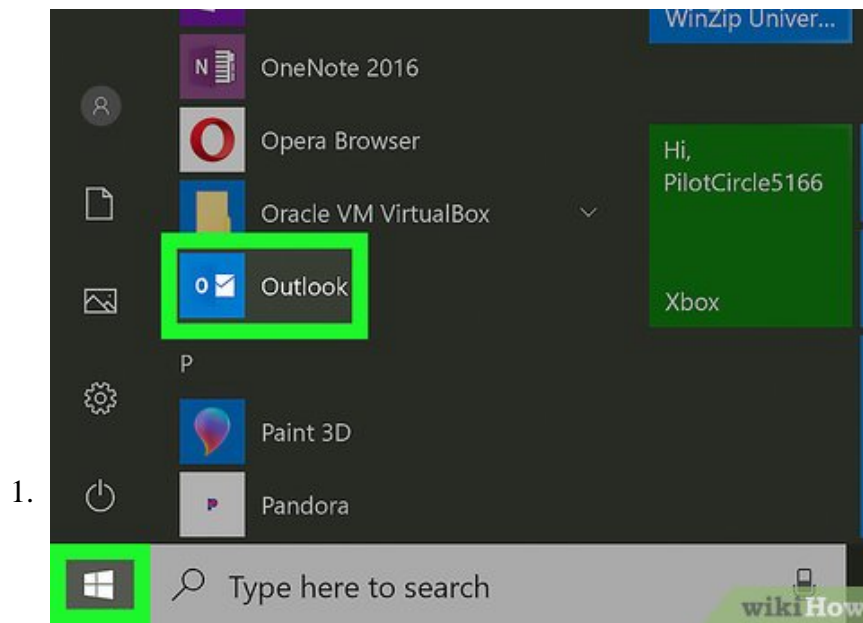 WinZip Univer...
N
OneNote 2016
Opera Browser
Hi,
PilotCircle5166
Oracle VM VirtualBox
O
Outlook
Xbox
P
Paint 3D
1.
P
Pandora
Type here to search
wikiHow